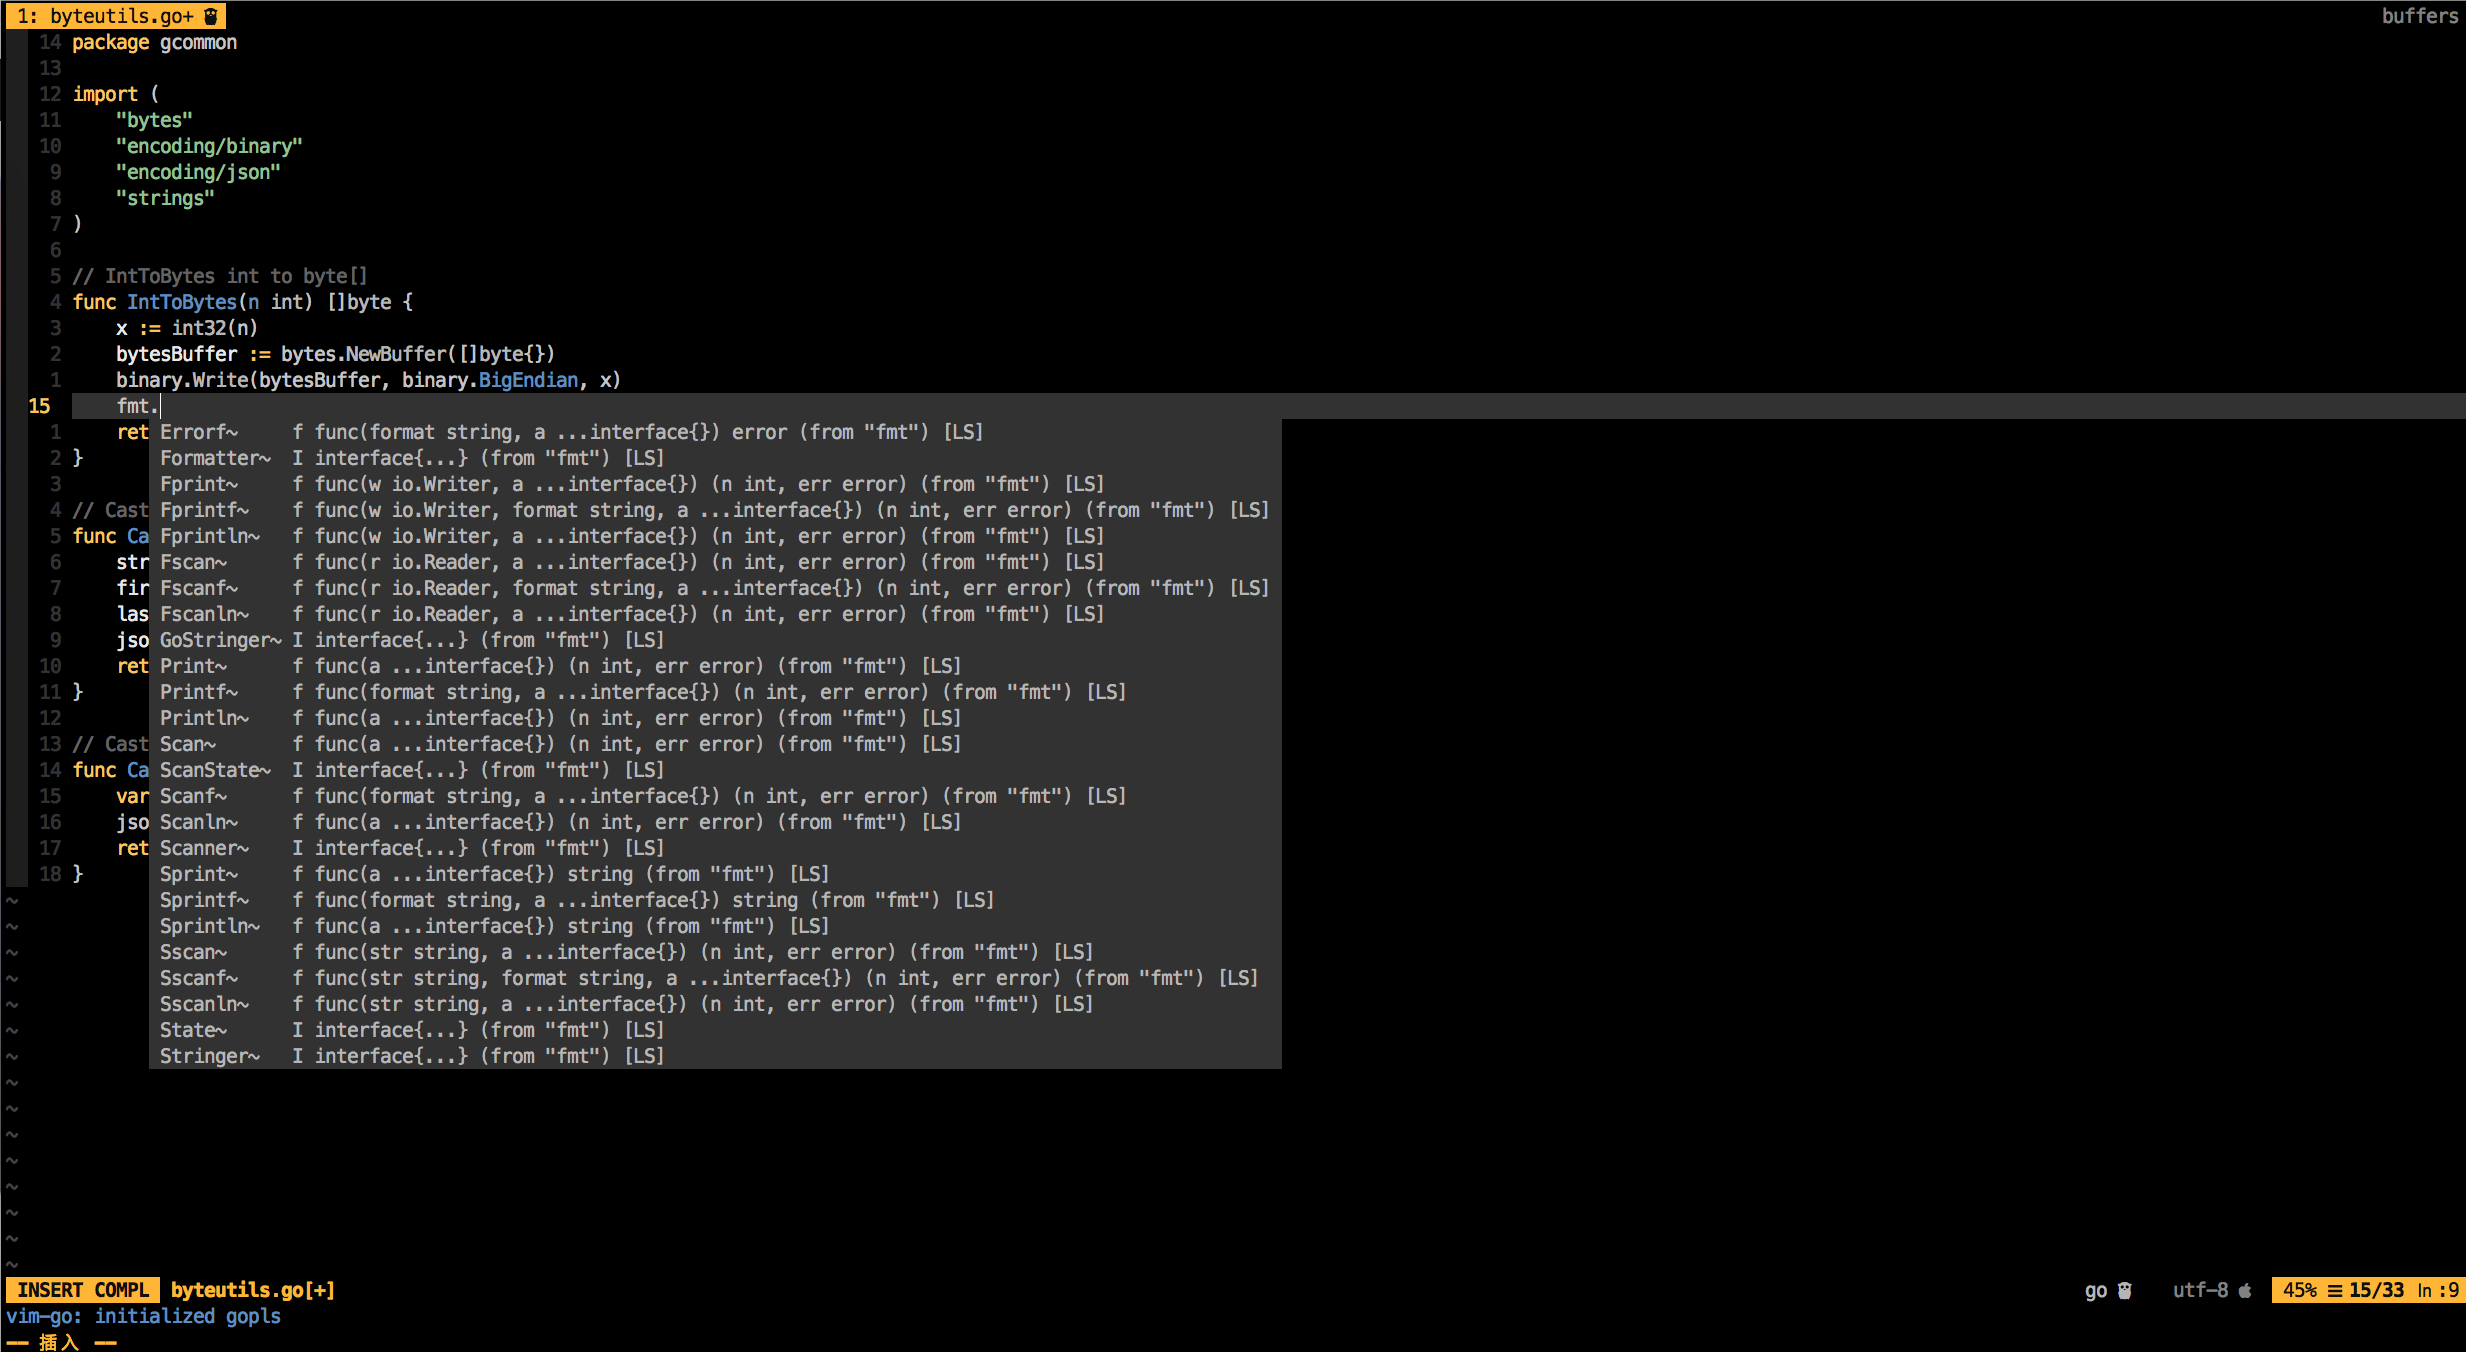 1: byteutils.go+ buffers
14 package gcommon
13
12 import (
11     "bytes"
10     "encoding/binary"
9     "encoding/json"
8     "strings"
7 )
6
5 // IntToBytes int to byte[]
4 func IntToBytes(n int) []byte {
3     x := int32(n)
2     bytesBuffer := bytes.NewBuffer([]byte{})
1     binary.Write(bytesBuffer, binary.BigEndian, x)
15     fmt.
1     ret Errorf~ f func(format string, a ...interface{}) error (from "fmt") [LS]
2 } Formatter~ I interface{...} (from "fmt") [LS]
3 Fprint~ f func(w io.Writer, a ...interface{}) (n int, err error) (from "fmt") [LS]
4 // Cast Fprintf~ f func(w io.Writer, format string, a ...interface{}) (n int, err error) (from "fmt") [LS]
5 func Ca Fprintln~ f func(w io.Writer, a ...interface{}) (n int, err error) (from "fmt") [LS]
6     str Fscan~ f func(r io.Reader, a ...interface{}) (n int, err error) (from "fmt") [LS]
7     fir Fscanf~ f func(r io.Reader, format string, a ...interface{}) (n int, err error) (from "fmt") [LS]
8     las Fscanln~ f func(r io.Reader, a ...interface{}) (n int, err error) (from "fmt") [LS]
9     jso GoStringer~ I interface{...} (from "fmt") [LS]
10     ret Print~ f func(a ...interface{}) (n int, err error) (from "fmt") [LS]
11 } Printf~ f func(format string, a ...interface{}) (n int, err error) (from "fmt") [LS]
12 Println~ f func(a ...interface{}) (n int, err error) (from "fmt") [LS]
13 // Cast Scan~ f func(a ...interface{}) (n int, err error) (from "fmt") [LS]
14 func Ca ScanState~ I interface{...} (from "fmt") [LS]
15     var Scanf~ f func(format string, a ...interface{}) (n int, err error) (from "fmt") [LS]
16     jso Scanln~ f func(a ...interface{}) (n int, err error) (from "fmt") [LS]
17     ret Scanner~ I interface{...} (from "fmt") [LS]
18 } Sprint~ f func(a ...interface{}) string (from "fmt") [LS]
~ Sprintf~ f func(format string, a ...interface{}) string (from "fmt") [LS]
~ Sprintln~ f func(a ...interface{}) string (from "fmt") [LS]
~ Sscan~ f func(str string, a ...interface{}) (n int, err error) (from "fmt") [LS]
~ Sscanf~ f func(str string, format string, a ...interface{}) (n int, err error) (from "fmt") [LS]
~ Sscanln~ f func(str string, a ...interface{}) (n int, err error) (from "fmt") [LS]
~ State~ I interface{...} (from "fmt") [LS]
~ Stringer~ I interface{...} (from "fmt") [LS]
~
~
~
~
~
~
~
~
INSERT COMPL byteutils.go[+] go utf-8 45% ☰ 15/33 ln :9
vim-go: initialized gopls
-- 插入 --